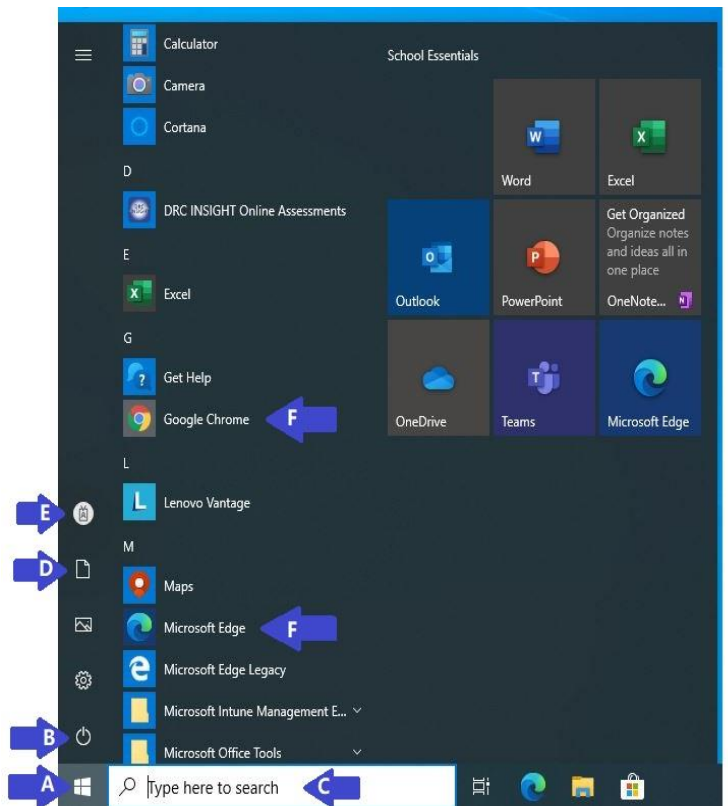 Calculator
Camera
Cortana
D
DRC INSIGHT Online Assessments
E
Excel
G
Get Help
Google Chrome
F
L
Lenovo Vantage
M
Maps
Microsoft Edge
F
Microsoft Edge Legacy
Microsoft Intune Management E...
Microsoft Office Tools
School Essentials
Word
Excel
Outlook
PowerPoint
Get Organized
Organize notes
and ideas all in
one place
OneNote...
OneDrive
Teams
Microsoft Edge
E
D
B
A
Type here to search
C